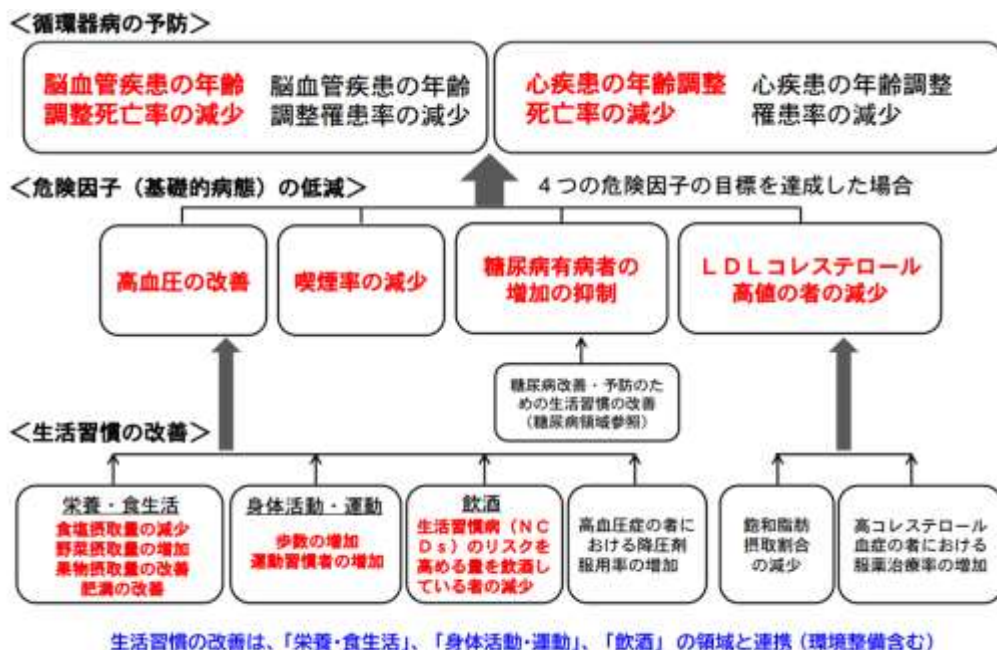 ＜循環器病の予防＞
脳血管疾患の年齢
調整死亡率の減少
脳血管疾患の年齢
調整罹患率の減少
心疾患の年齢調整
死亡率の減少
心疾患の年齢調整
罹患率の減少
＜危険因子（基礎的病態）の低減＞
４つの危険因子の目標を達成した場合
高血圧の改善
喫煙率の減少
糖尿病有病者の
増加の抑制
ＬＤＬコレステロール
高値の者の減少
糖尿病改善・予防のた
めの生活習慣の改善
（糖尿病領域参照）
＜生活習慣の改善＞
栄養・食生活
食塩摂取量の減少
野菜摂取量の増加
果物摂取量の改善
肥満の改善
身体活動・運動
歩数の増加
運動習慣者の増加
飲酒
生活習慣病（ＮＣ
Ｄｓ）のリスクを
高める量を飲酒し
ている者の減少
高血圧症の者に
おける降圧剤
服用率の増加
飽和脂肪
摂取割合
の減少
高コレステロール
血症の者における
服薬治療率の増加
生活習慣の改善は、「栄養・食生活」、「身体活動・運動」、「飲酒」の領域と連携（環境整備含む）